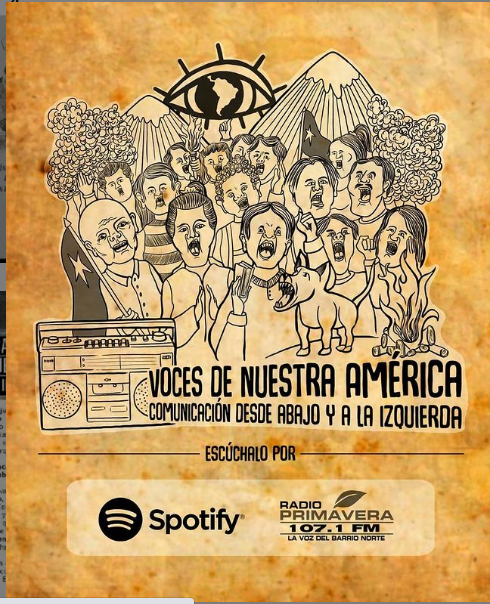 VOCES DE NUESTRA AMÉRICA
COMUNICACIÓN DESDE ABAJO Y A LA IZQUIERDA
ESCÚCHALO POR
Spotify®
RADIO
PRIMAVERA
107.1 FM
LA VOZ DEL BARRIO NORTE